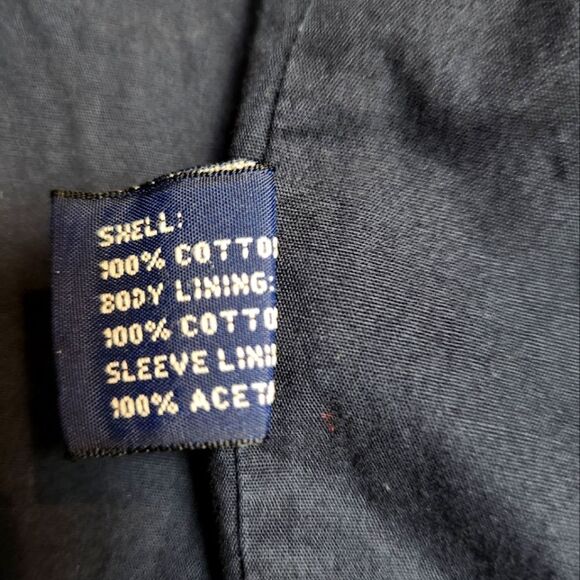 SHELL:
100% COTTO
BODY LINING:
100% COTTO
SLEEVE LINI
100% ACETA